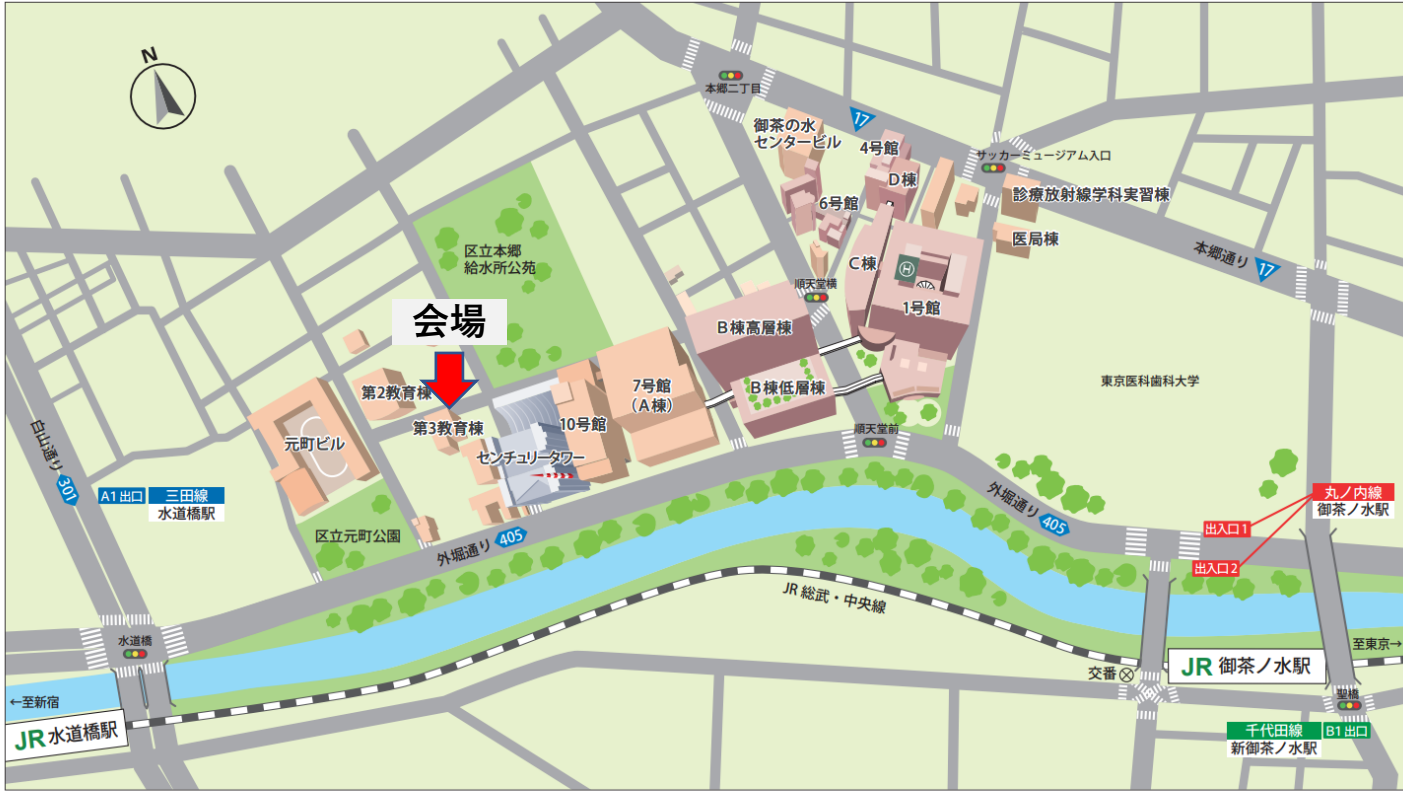 N
本郷二丁目
17
御茶の水
センタービル
4号館
サッカーミュージアム入口
D棟
診療放射線学科実習棟
6号館
医局棟
本郷通り
17
区立本郷
給水所公苑
C棟
順天堂横
H
1号館
会場
B棟高層棟
東京医科歯科大学
第2教育棟
7号館
(A棟)
B棟低層棟
第3教育棟
10号館
元町ビル
順天堂前
センチュリータワー
白山通り
301
A1出口
三田線
水道橋駅
丸ノ内線
御茶ノ水駅
外堀通り
405
出入口1
区立元町公園
外堀通り
405
出入口2
JR 総武・中央線
水道橋
至東京→
交番
JR 御茶ノ水駅
←至新宿
聖橋
JR 水道橋駅
千代田線
B1出口
新御茶ノ水駅